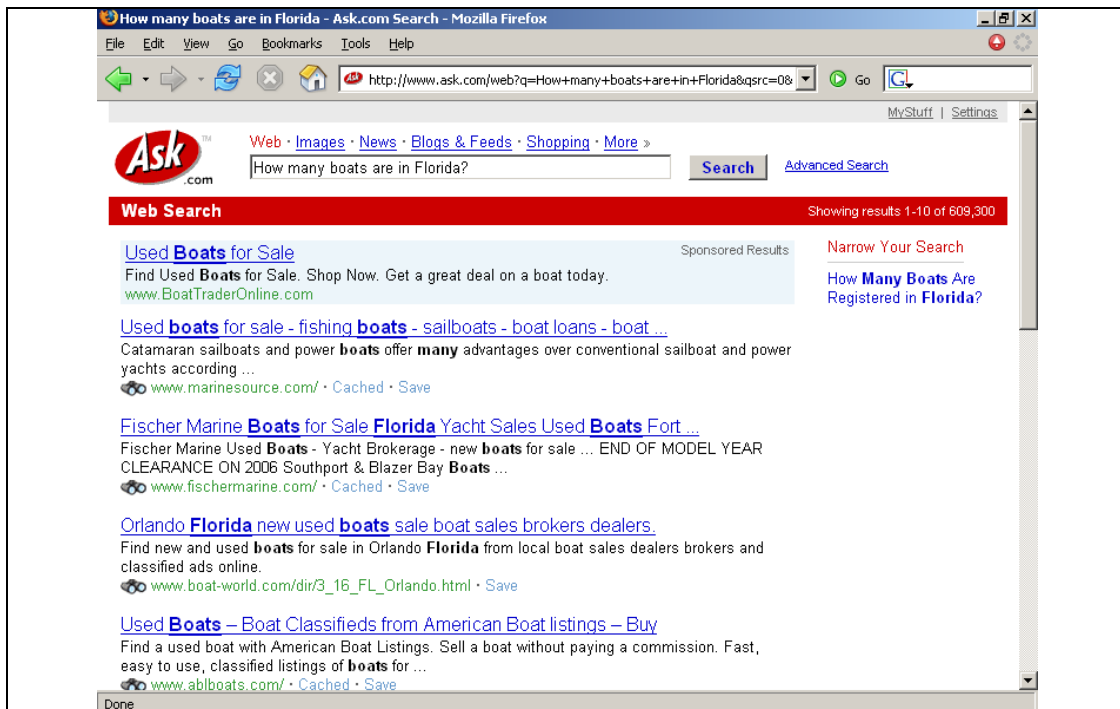 How many boats are in Florida - Ask.com Search - Mozilla Firefox
File Edit View Go Bookmarks Tools Help
http://www.ask.com/web?q=How+many+boats+are+in+Florida&qsrc=0& Go G
MyStuff | Settings
Ask.com TM
Web · Images · News · Blogs & Feeds · Shopping · More »
How many boats are in Florida? Search Advanced Search
Web Search Showing results 1-10 of 609,300
Used Boats for Sale Sponsored Results
Find Used Boats for Sale. Shop Now. Get a great deal on a boat today.
www.BoatTraderOnline.com
Narrow Your Search
How Many Boats Are
Registered in Florida?
Used boats for sale - fishing boats - sailboats - boat loans - boat ...
Catamaran sailboats and power boats offer many advantages over conventional sailboat and power
yachts according ...
www.marinesource.com/ · Cached · Save
Fischer Marine Boats for Sale Florida Yacht Sales Used Boats Fort ...
Fischer Marine Used Boats - Yacht Brokerage - new boats for sale ... END OF MODEL YEAR
CLEARANCE ON 2006 Southport & Blazer Bay Boats ...
www.fischermarine.com/ · Cached · Save
Orlando Florida new used boats sale boat sales brokers dealers.
Find new and used boats for sale in Orlando Florida from local boat sales dealers brokers and
classified ads online.
www.boat-world.com/dir/3_16_FL_Orlando.html · Save
Used Boats – Boat Classifieds from American Boat listings – Buy
Find a used boat with American Boat Listings. Sell a boat without paying a commission. Fast,
easy to use, classified listings of boats for ...
www.ablboats.com/ · Cached · Save
Done